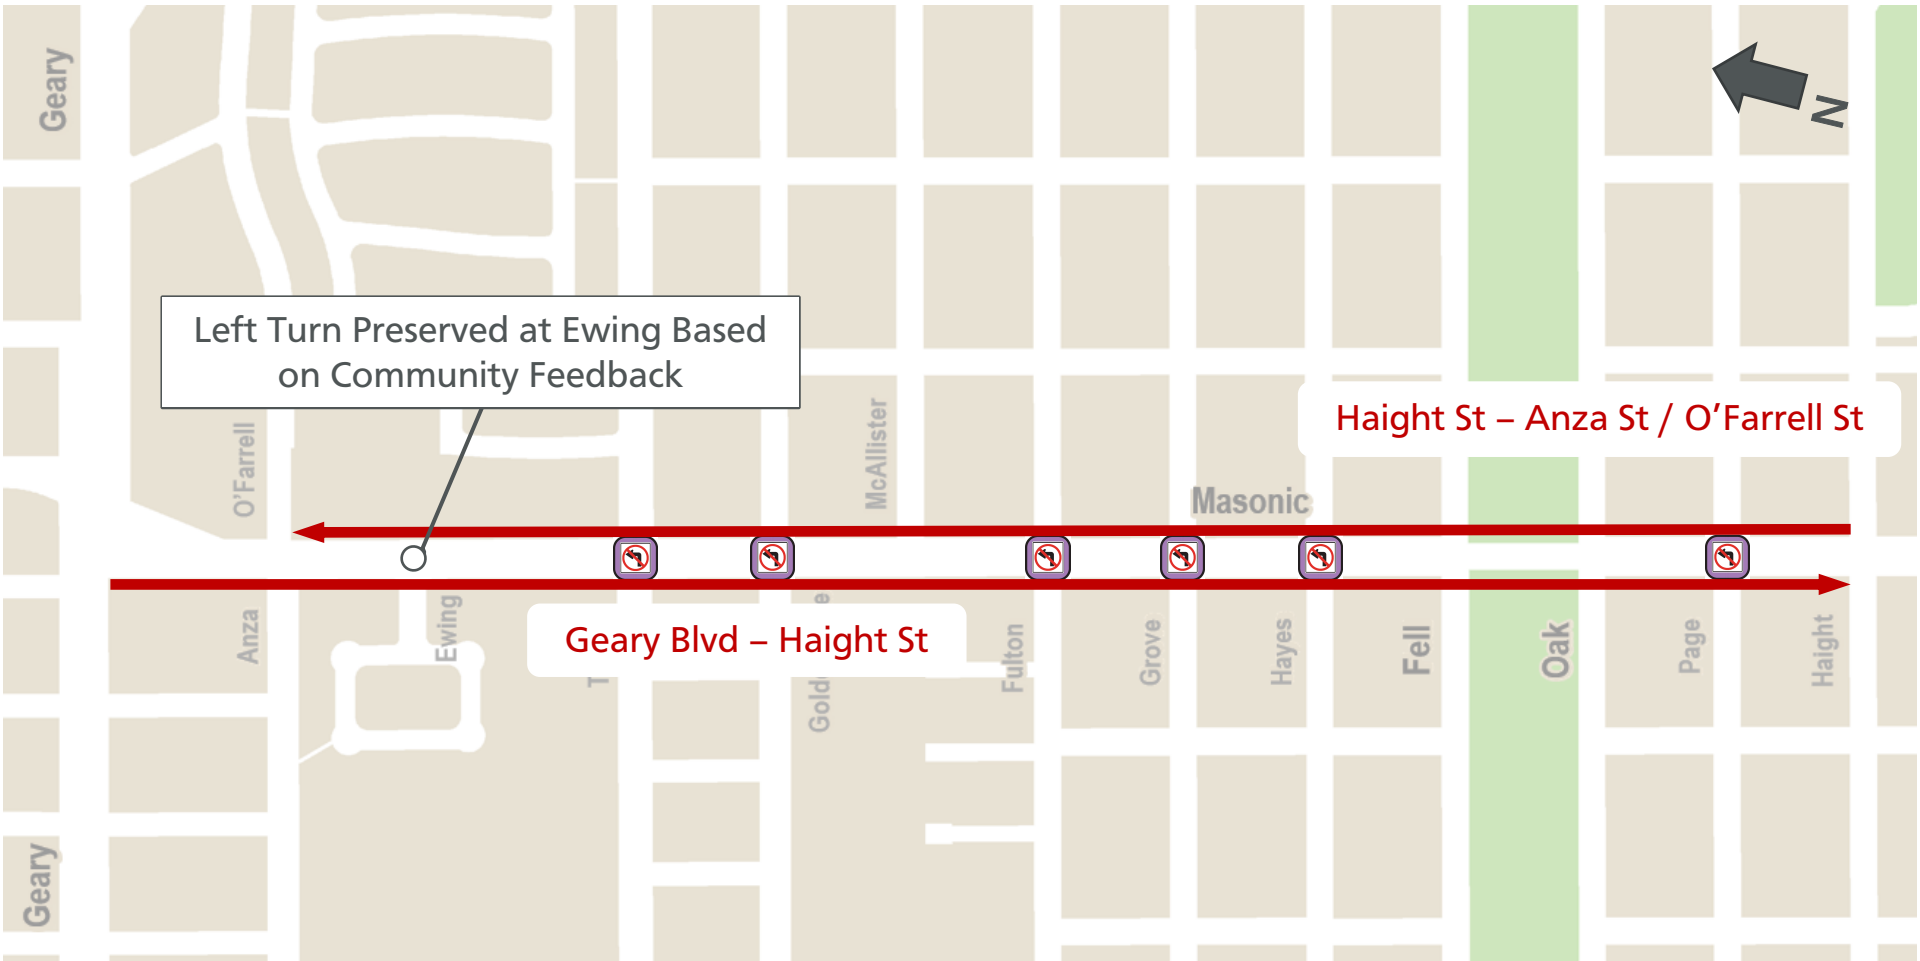 Geary
N
Left Turn Preserved at Ewing Based
on Community Feedback
Haight St – Anza St / O'Farrell St
O'Farrell
McAllister
Masonic
Anza
Ewing
Geary Blvd – Haight St
Fulton
Grove
Hayes
Fell
Oak
Page
Haight
Geary